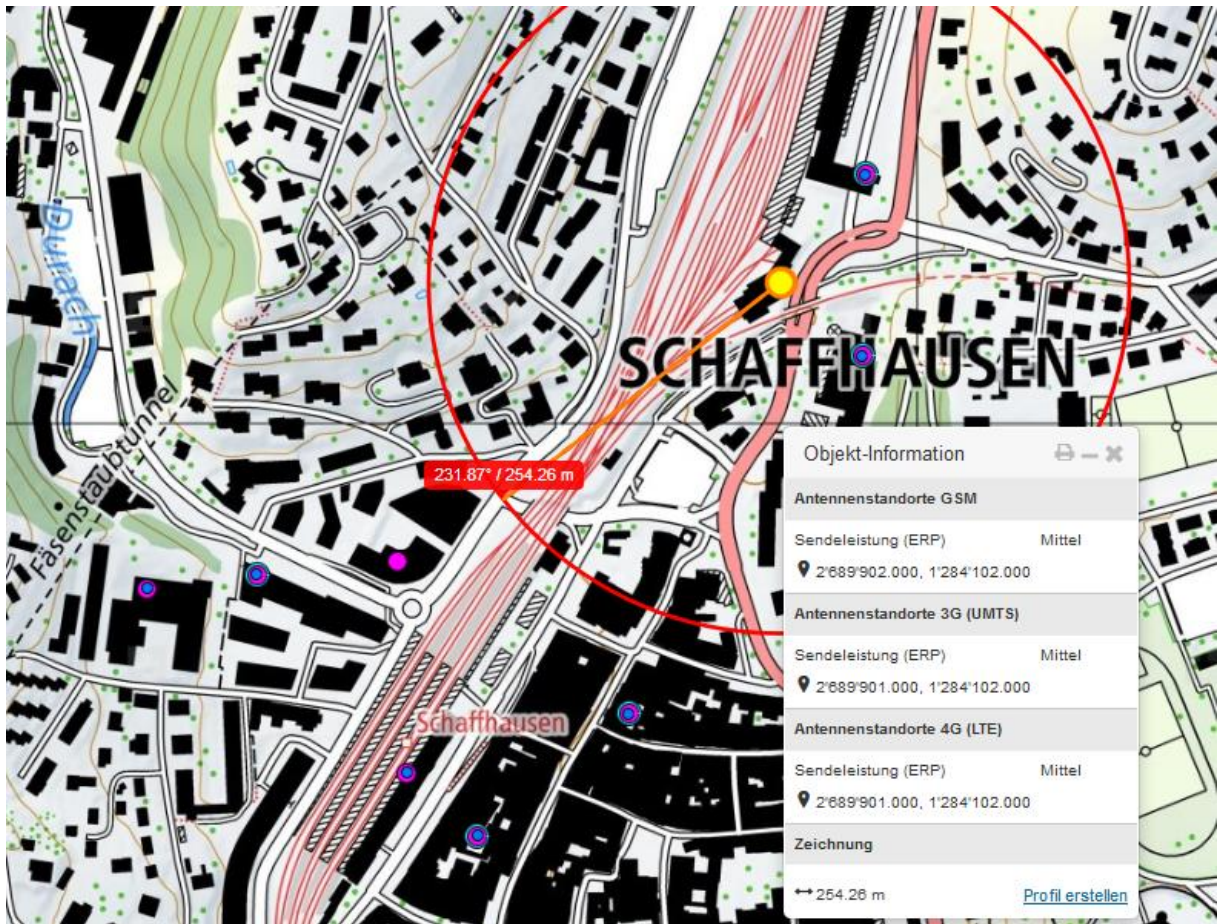 Durach
SCHAFFHAUSEN
Fäsenstaubtunnel
231.87° / 254.26 m
Schaffhausen
Objekt-Information
Antennenstandorte GSM
Sendeleistung (ERP) Mittel
2'689'902.000, 1'284'102.000
Antennenstandorte 3G (UMTS)
Sendeleistung (ERP) Mittel
2'689'901.000, 1'284'102.000
Antennenstandorte 4G (LTE)
Sendeleistung (ERP) Mittel
2'689'901.000, 1'284'102.000
Zeichnung
254.26 m Profil erstellen